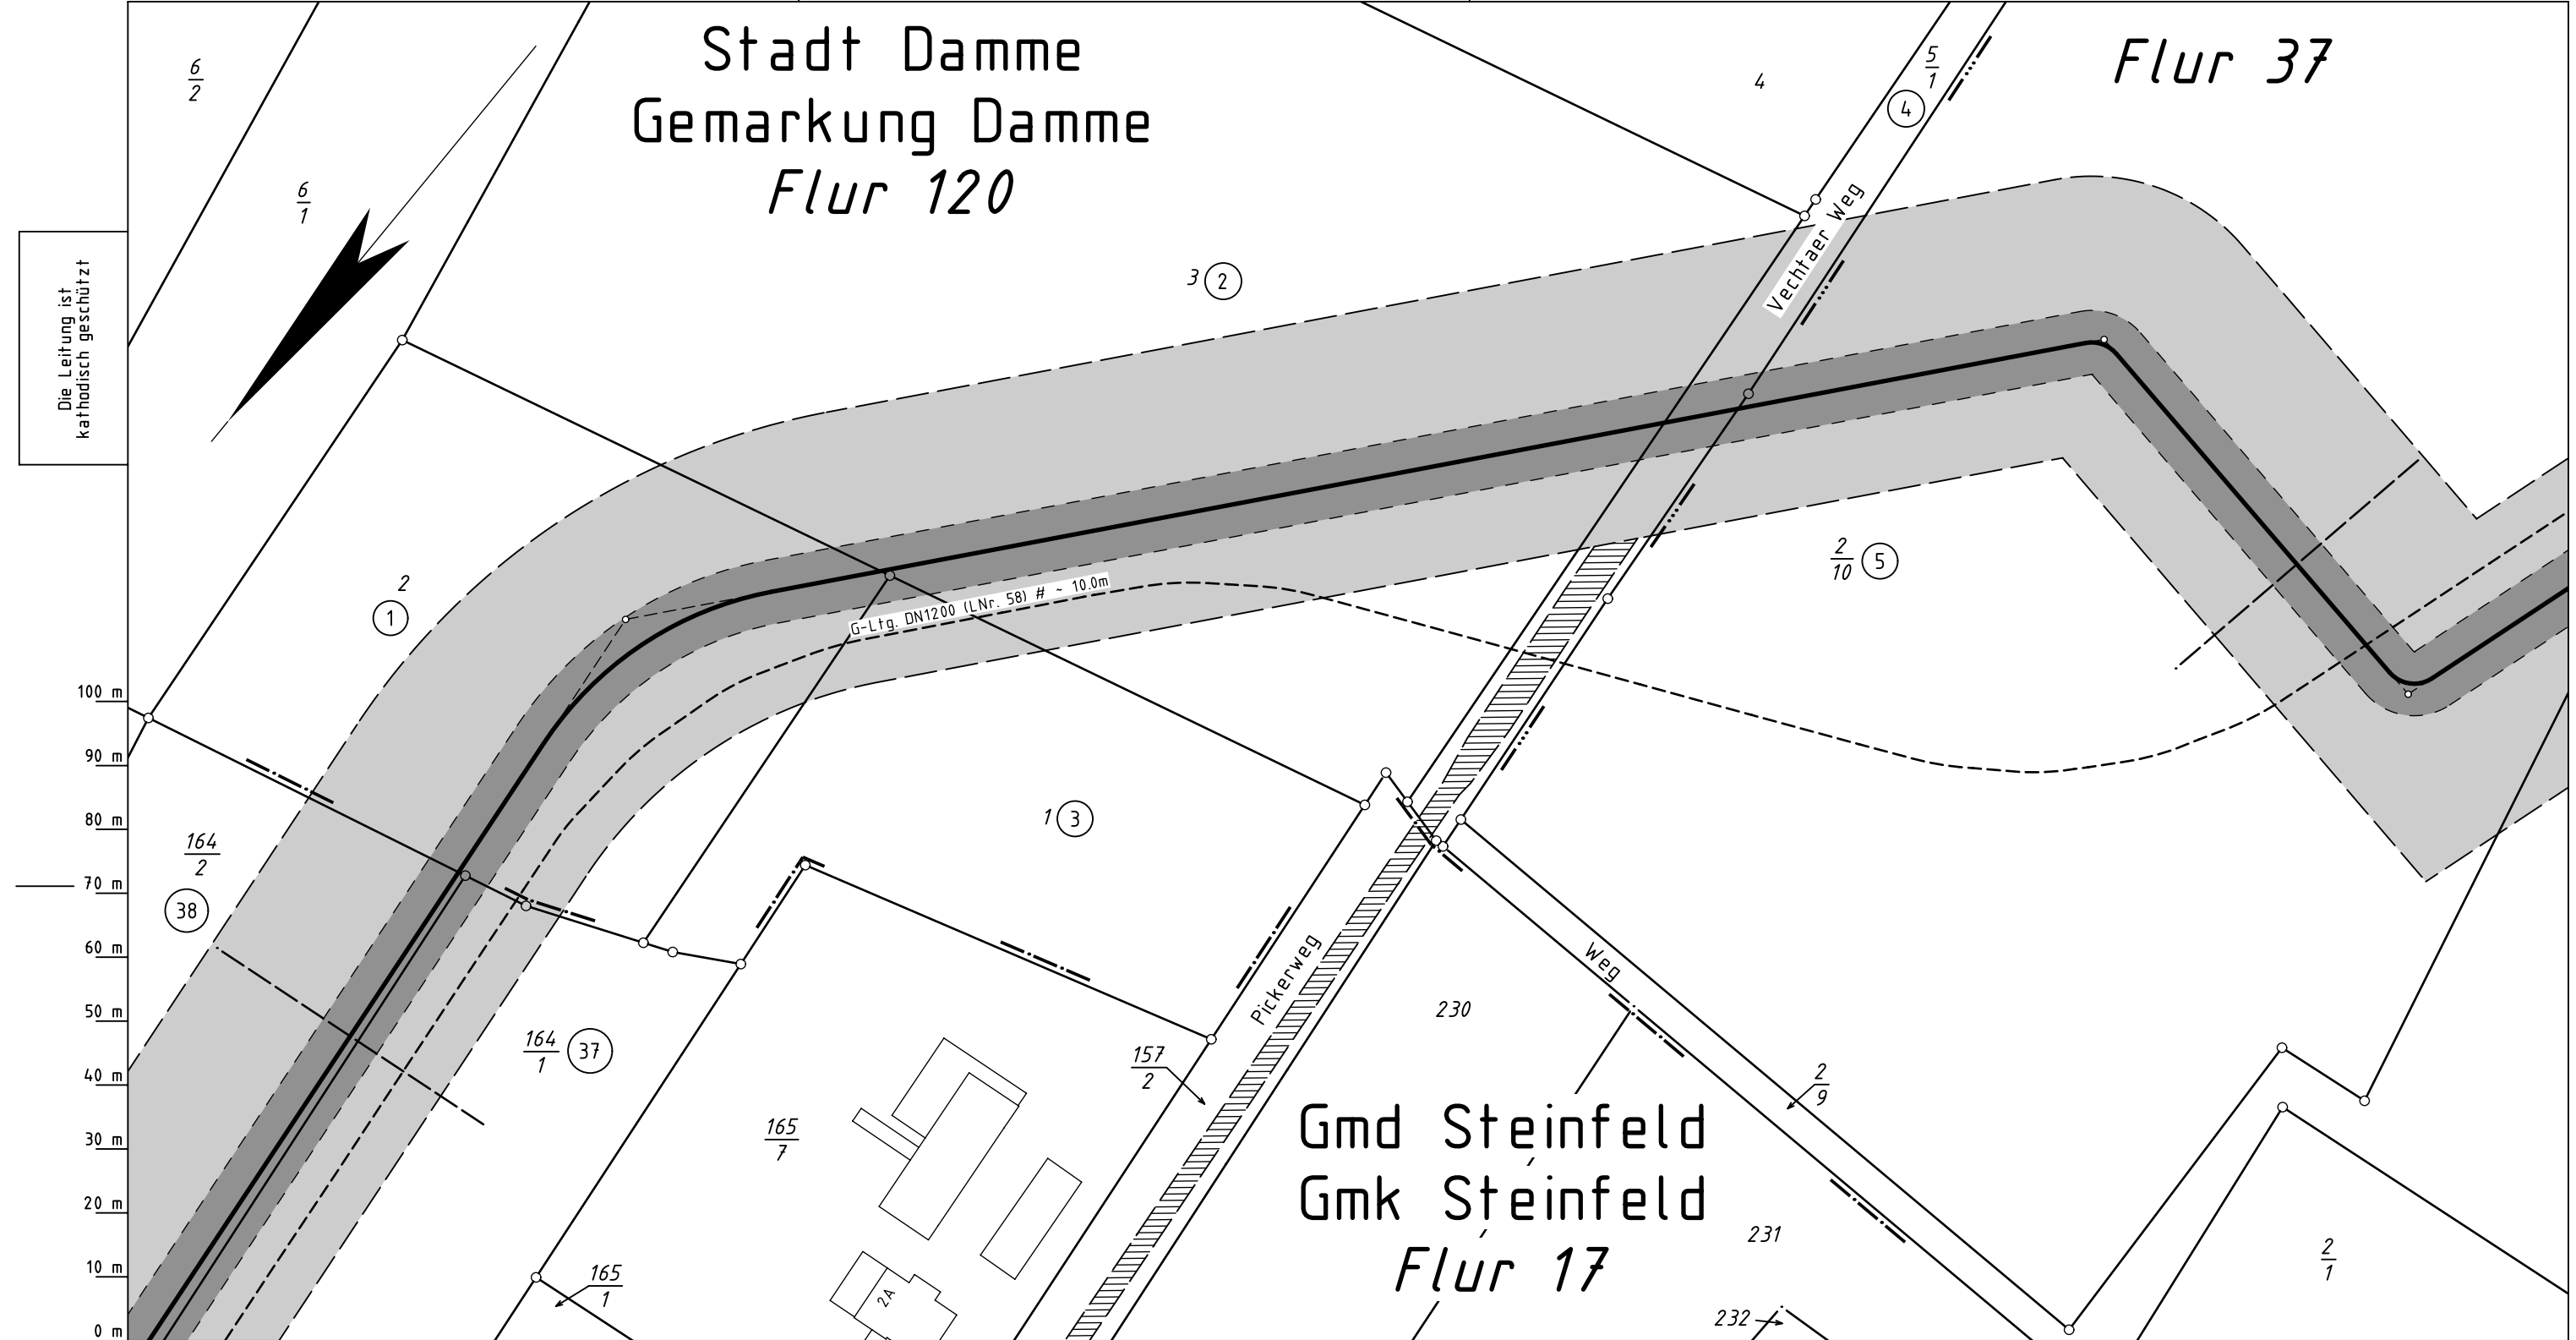 Stadt Damme
Gemarkung Damme
Flur 120
Flur 37
6
2
6
1
4
5
1
4
Vechtaer Weg
Die Leitung ist
kathodisch geschützt
3 2
2
1
G-Ltg. DN1200 (LNr. 58) # ~ 10.0m
2
10
5
1 3
164
2
38
164
1
37
165
7
165
1
2A
157
2
Pickerweg
Weg
230
2
9
Gmd Steinfeld
Gmk Steinfeld
Flur 17
231
232
2
1
100 m
90 m
80 m
70 m
60 m
50 m
40 m
30 m
20 m
10 m
0 m